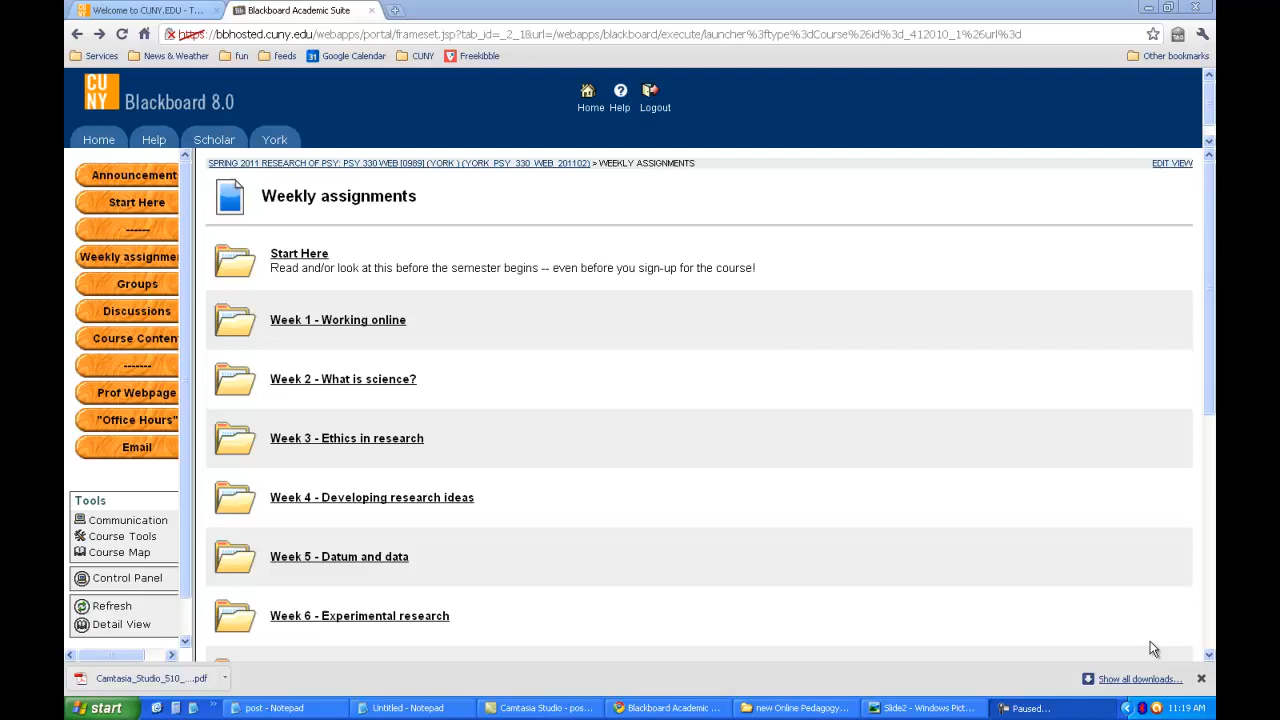 Welcome to CUNY.EDU - T...
Blackboard Academic Suite
https://bbhosted.cuny.edu/webapps/portal/frameset.jsp?tab_id=_2_1&url=/webapps/blackboard/execute/launcher%3ftype%3dCourse%26id%3d_412010_1%26url%3d
Services
News & Weather
fun
feeds
31 Google Calendar
CUNY
Freekibble
Other bookmarks
CU
NY
Blackboard 8.0
Home
Help
Logout
Home
Help
Scholar
York
Announcement
Start Here
------
Weekly assignme
Groups
Discussions
Course Conten
-------
Prof Webpage
"Office Hours"
Email
Tools
Communication
Course Tools
Course Map
Control Panel
Refresh
Detail View
SPRING 2011 RESEARCH OF PSY: PSY 330 WEB [0989] (YORK ) (YORK_PSY_330_WEB_201102) > WEEKLY ASSIGNMENTS
EDIT VIEW
Weekly assignments
Start Here
Read and/or look at this before the semester begins -- even before you sign-up for the course!
Week 1 - Working online
Week 2 - What is science?
Week 3 - Ethics in research
Week 4 - Developing research ideas
Week 5 - Datum and data
Week 6 - Experimental research
Camtasia_Studio_510_....pdf
Show all downloads...
start
post - Notepad
Untitled - Notepad
Camtasia Studio - pos...
Blackboard Academic ...
new Online Pedagogy...
Slide2 - Windows Pict...
Paused...
11:19 AM